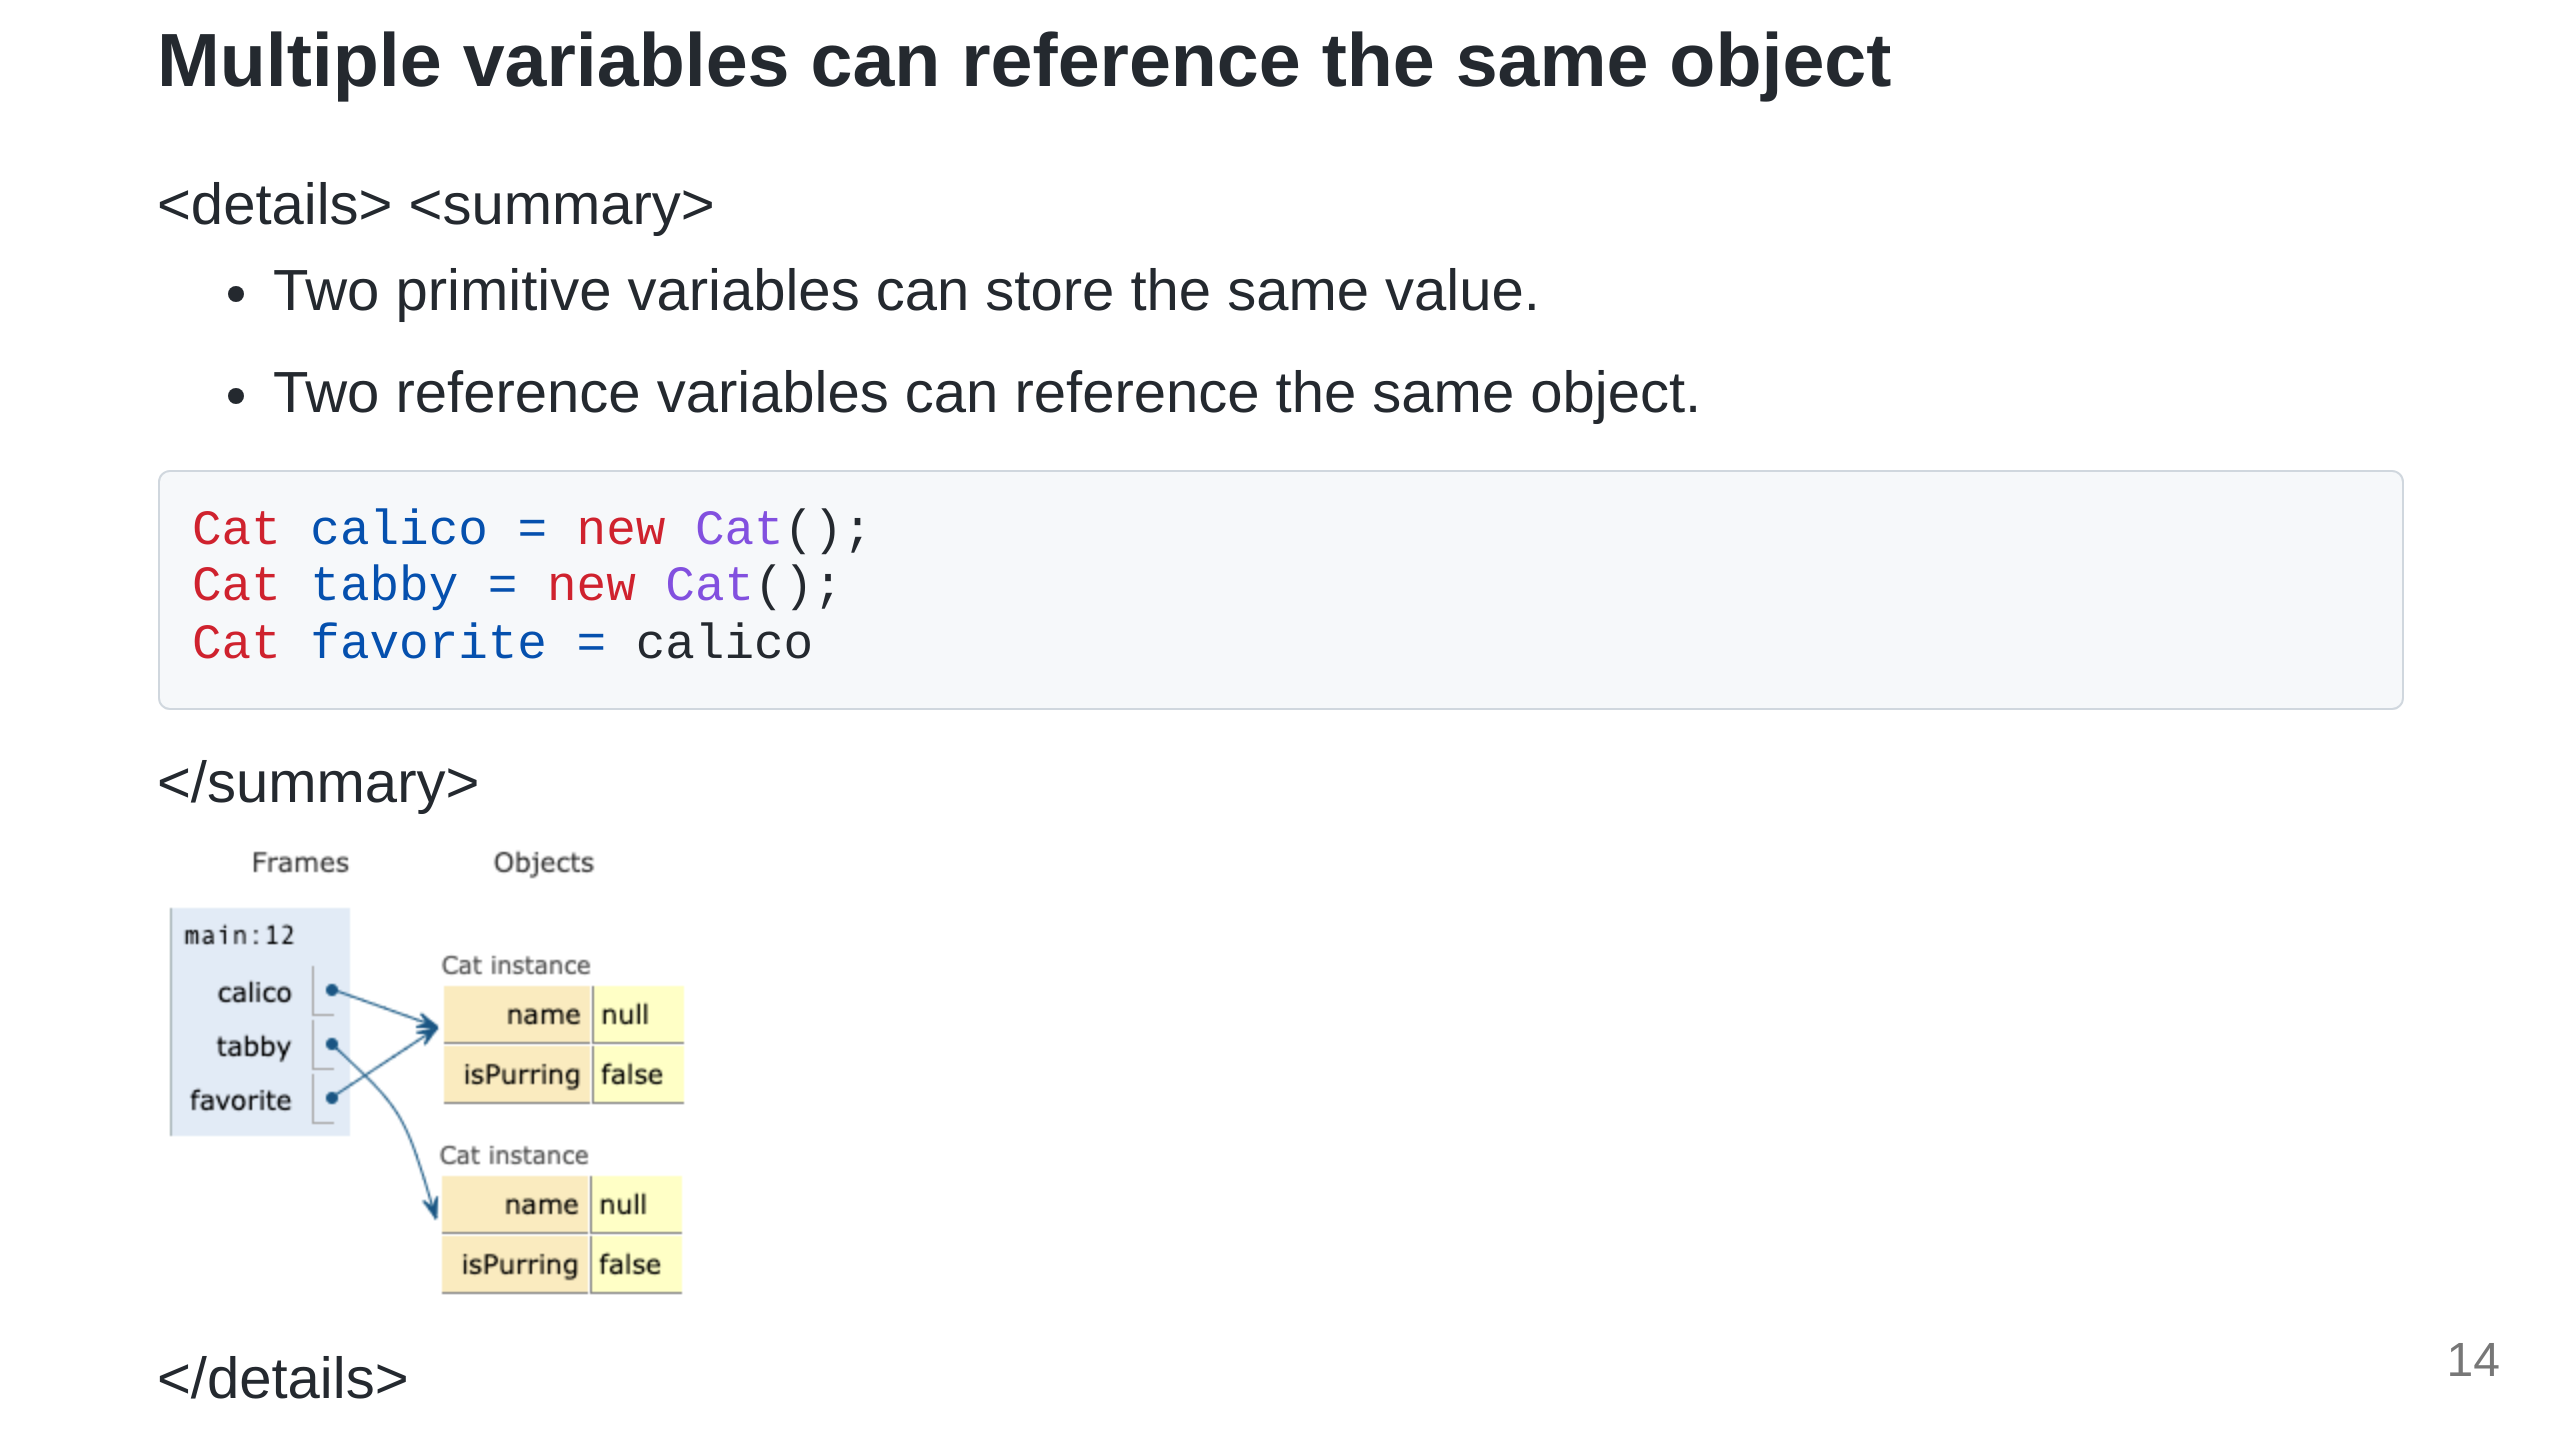 Multiple variables can reference the same object
<details> <summary>
• Two primitive variables can store the same value.
• Two reference variables can reference the same object.
Cat calico = new Cat();
Cat tabby = new Cat();
Cat favorite = calico
</summary>
Frames Objects
main:12
Cat instance
calico
name null
tabby
isPurring false
favorite
Cat instance
name null
isPurring false
14
</details>